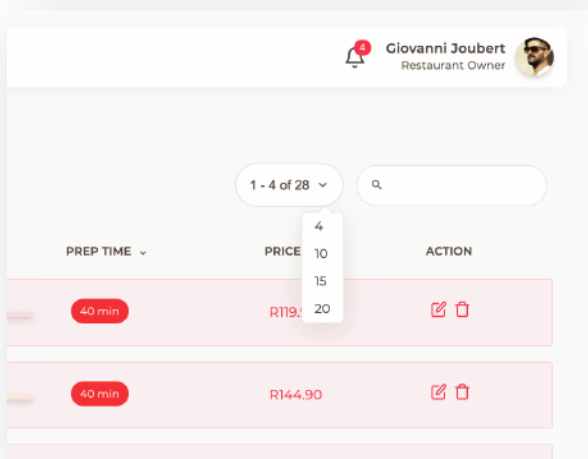 4
Giovanni Joubert
Restaurant Owner
1 - 4 of 28
4
10
15
20
PREP TIME
PRICE
ACTION
40 min
R119.
40 min
R144.90